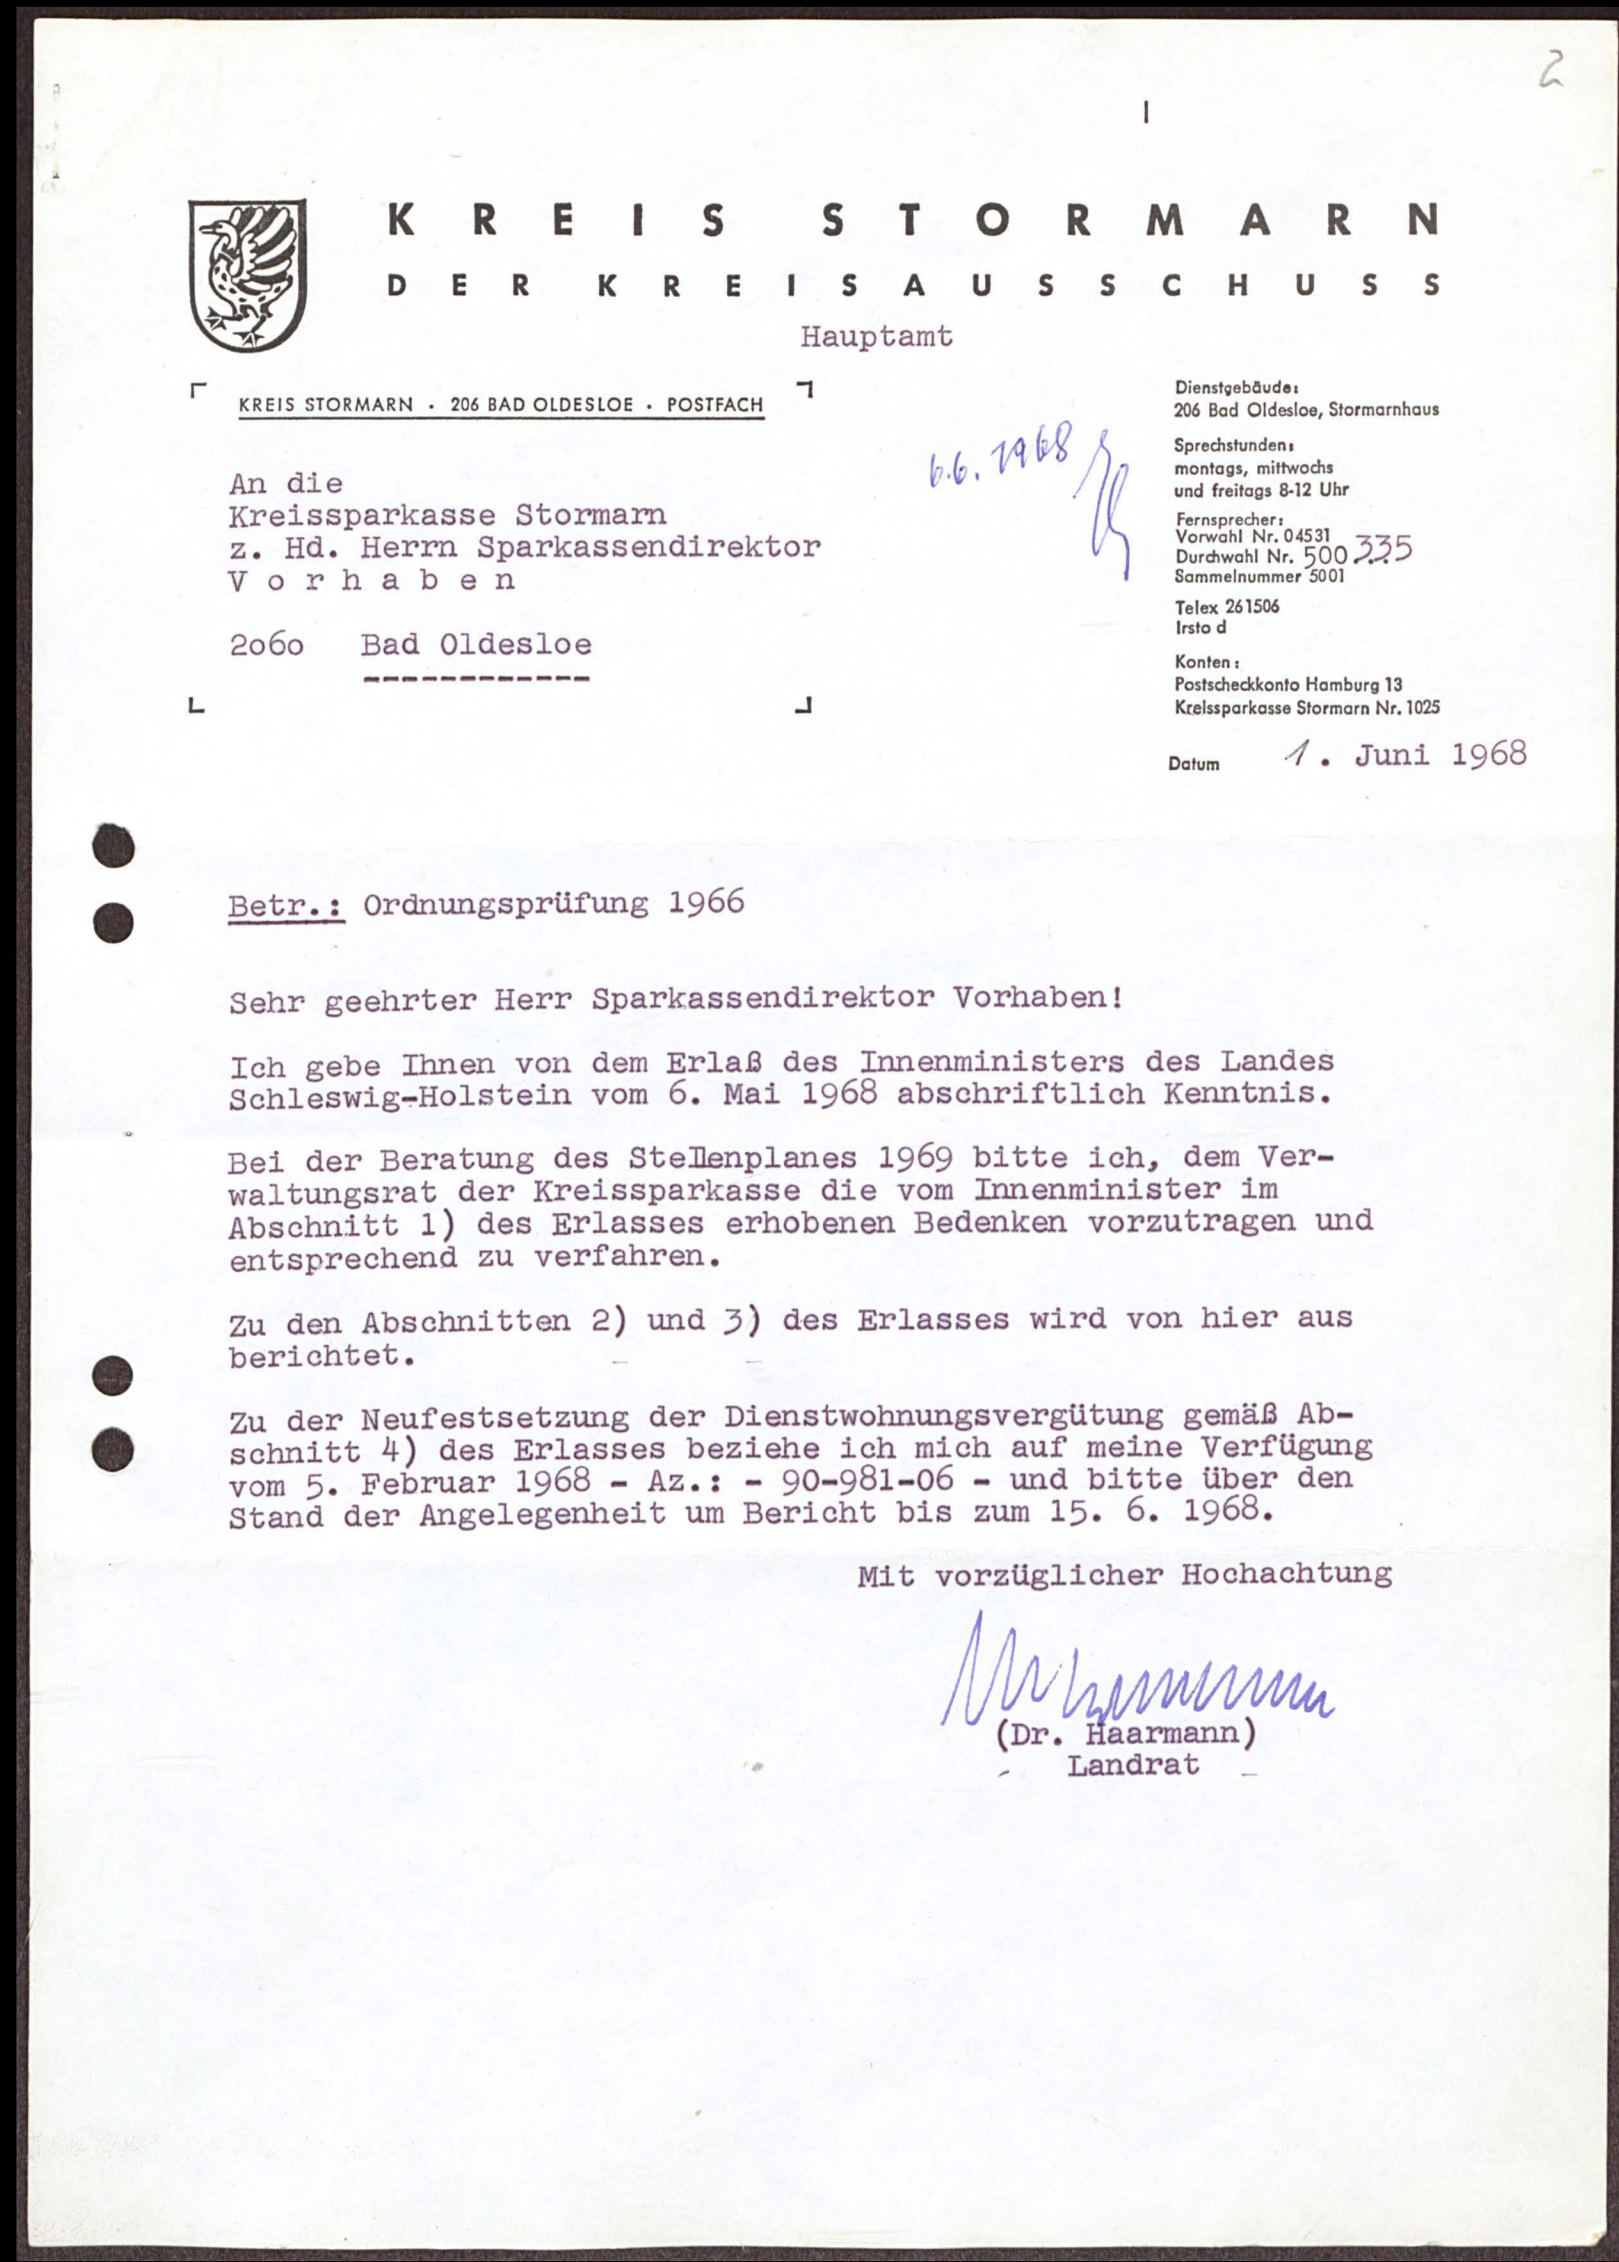 2
KREIS STORMARN
DER KREISAUSSCHUSS
Hauptamt
KREIS STORMARN · 206 BAD OLDESLOE · POSTFACH
An die
Kreissparkasse Stormarn
z. Hd. Herrn Sparkassendirektor
V o r h a b e n
2o6o Bad Oldesloe
------------
6.6.1968
Dienstgebäude:
206 Bad Oldesloe, Stormarnhaus
Sprechstunden:
montags, mittwochs
und freitags 8-12 Uhr
Fernsprecher:
Vorwahl Nr. 04531
Durchwahl Nr. 500 335
Sammelnummer 5001
Telex 261506
lrsto d
Konten:
Postscheckkonto Hamburg 13
Kreissparkasse Stormarn Nr. 1025
Datum 1. Juni 1968
Betr.: Ordnungsprüfung 1966
Sehr geehrter Herr Sparkassendirektor Vorhaben!
Ich gebe Ihnen von dem Erlaß des Innenministers des Landes
Schleswig-Holstein vom 6. Mai 1968 abschriftlich Kenntnis.
Bei der Beratung des Stellenplanes 1969 bitte ich, dem Ver-
waltungsrat der Kreissparkasse die vom Innenminister im
Abschnitt 1) des Erlasses erhobenen Bedenken vorzutragen und
entsprechend zu verfahren.
Zu den Abschnitten 2) und 3) des Erlasses wird von hier aus
berichtet.
Zu der Neufestsetzung der Dienstwohnungsvergütung gemäß Ab-
schnitt 4) des Erlasses beziehe ich mich auf meine Verfügung
vom 5. Februar 1968 - Az.: - 90-981-06 - und bitte über den
Stand der Angelegenheit um Bericht bis zum 15. 6. 1968.
Mit vorzüglicher Hochachtung
(Dr. Haarmann)
Landrat